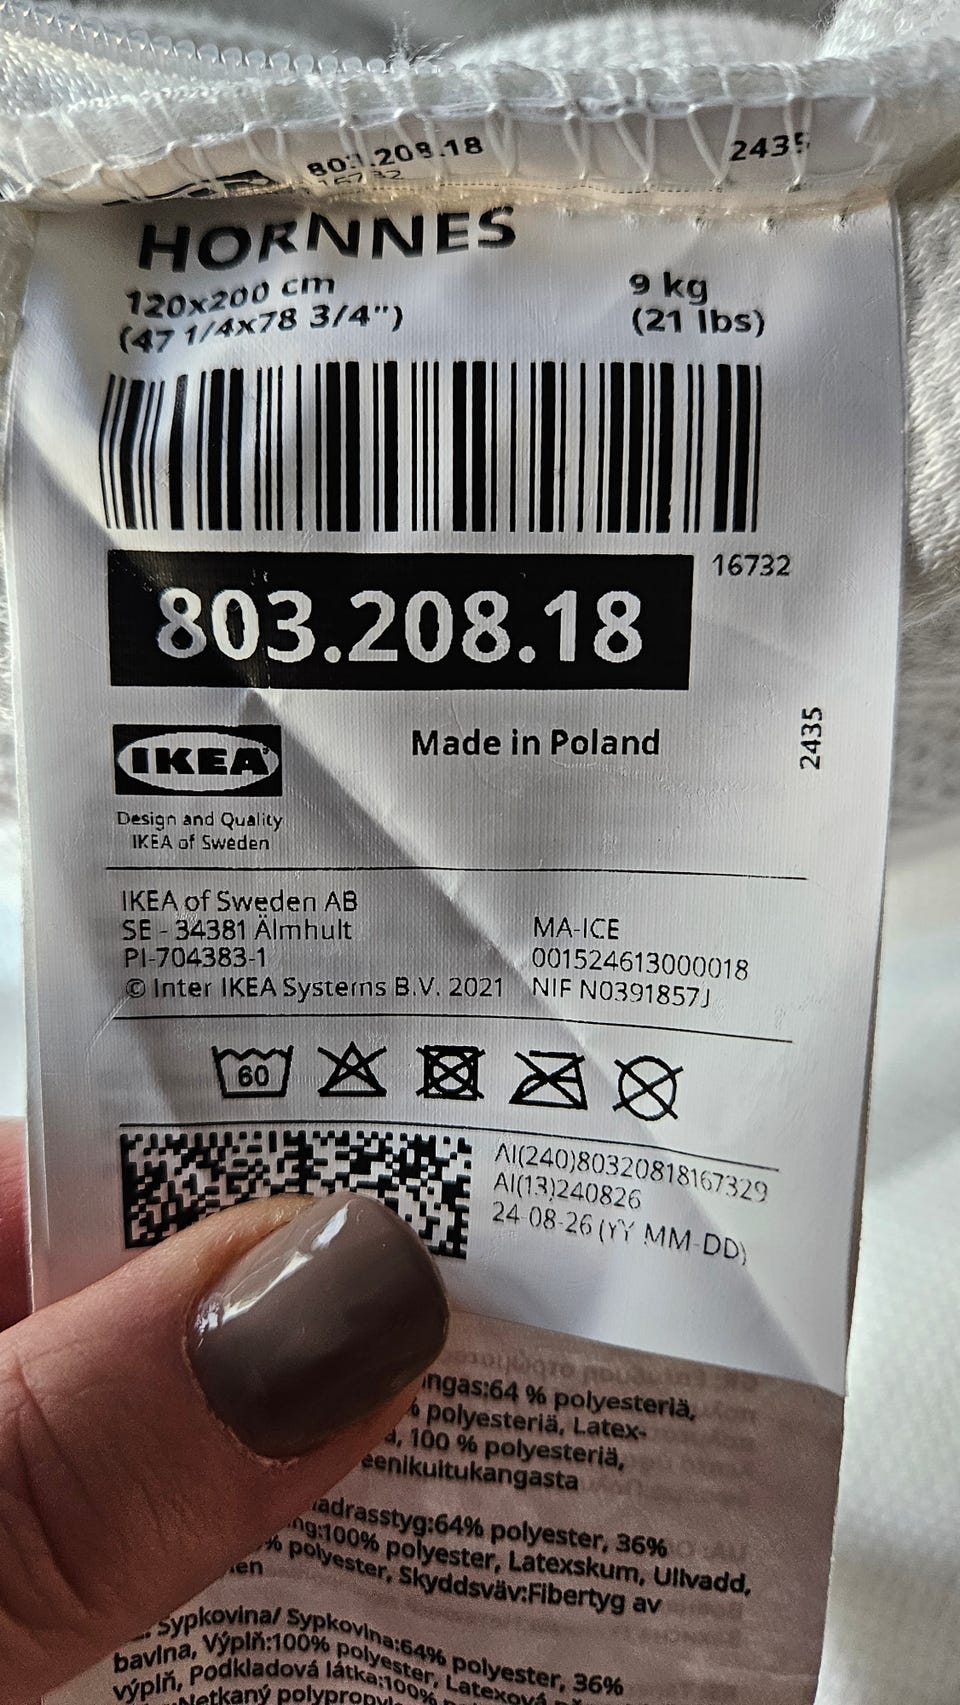 803.208.18 2435
16732
HORNNES
120x200 cm 9 kg
(47 1/4x78 3/4") (21 lbs)
16732
803.208.18
IKEA
Made in Poland
2435
Design and Quality
IKEA of Sweden
IKEA of Sweden AB
SE - 34381 Älmhult
PI-704383-1
© Inter IKEA Systems B.V. 2021
MA-ICE
001524613000018
NIF N0391857J
60
AI(240)80320818167329
AI(13)240826
24-08-26 (YY MM-DD)
64 % polyesteriä,
% polyesteriä, Latex-
100 % polyesteriä,
64% polyester, 36%
100% polyester, Latexskum, Ullvadd,
% polyester, Skyddsväv:Fibertyg av
Sypkovina/ Sypkovina:64% polyester, 36%
bavlna, Výplň:100% polyester, Latexová
výplň, Podkladová látka:100%
Netkaný